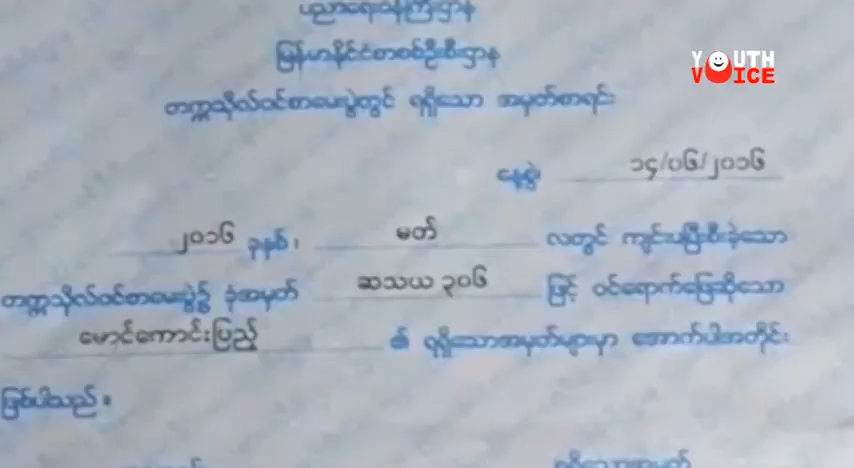 ပညာရေးဝန်ကြီးဌာန
YOUTH
VOICE
မြန်မာနိုင်ငံစာစစ်ဦးစီးဌာန
တက္ကသိုလ်ဝင်စာမေးပွဲတွင် ရရှိသော အမှတ်စာရင်း
နေ့စွဲ၊ ၁၄/၀၆/၂၀၁၆
၂၀၁၆ ခုနှစ်၊ မတ် လတွင် ကျင်းပပြီးစီးခဲ့သော
တက္ကသိုလ်ဝင်စာမေးပွဲ၌ ခုံအမှတ် ဆသယ ၃၀၆ ဖြင့် ဝင်ရောက်ဖြေဆိုသော
မောင်ကောင်းပြည့် ၏ ရရှိသောအမှတ်များမှာ အောက်ပါအတိုင်း
ဖြစ်ပါသည်။
ရရှိသောအမှတ်